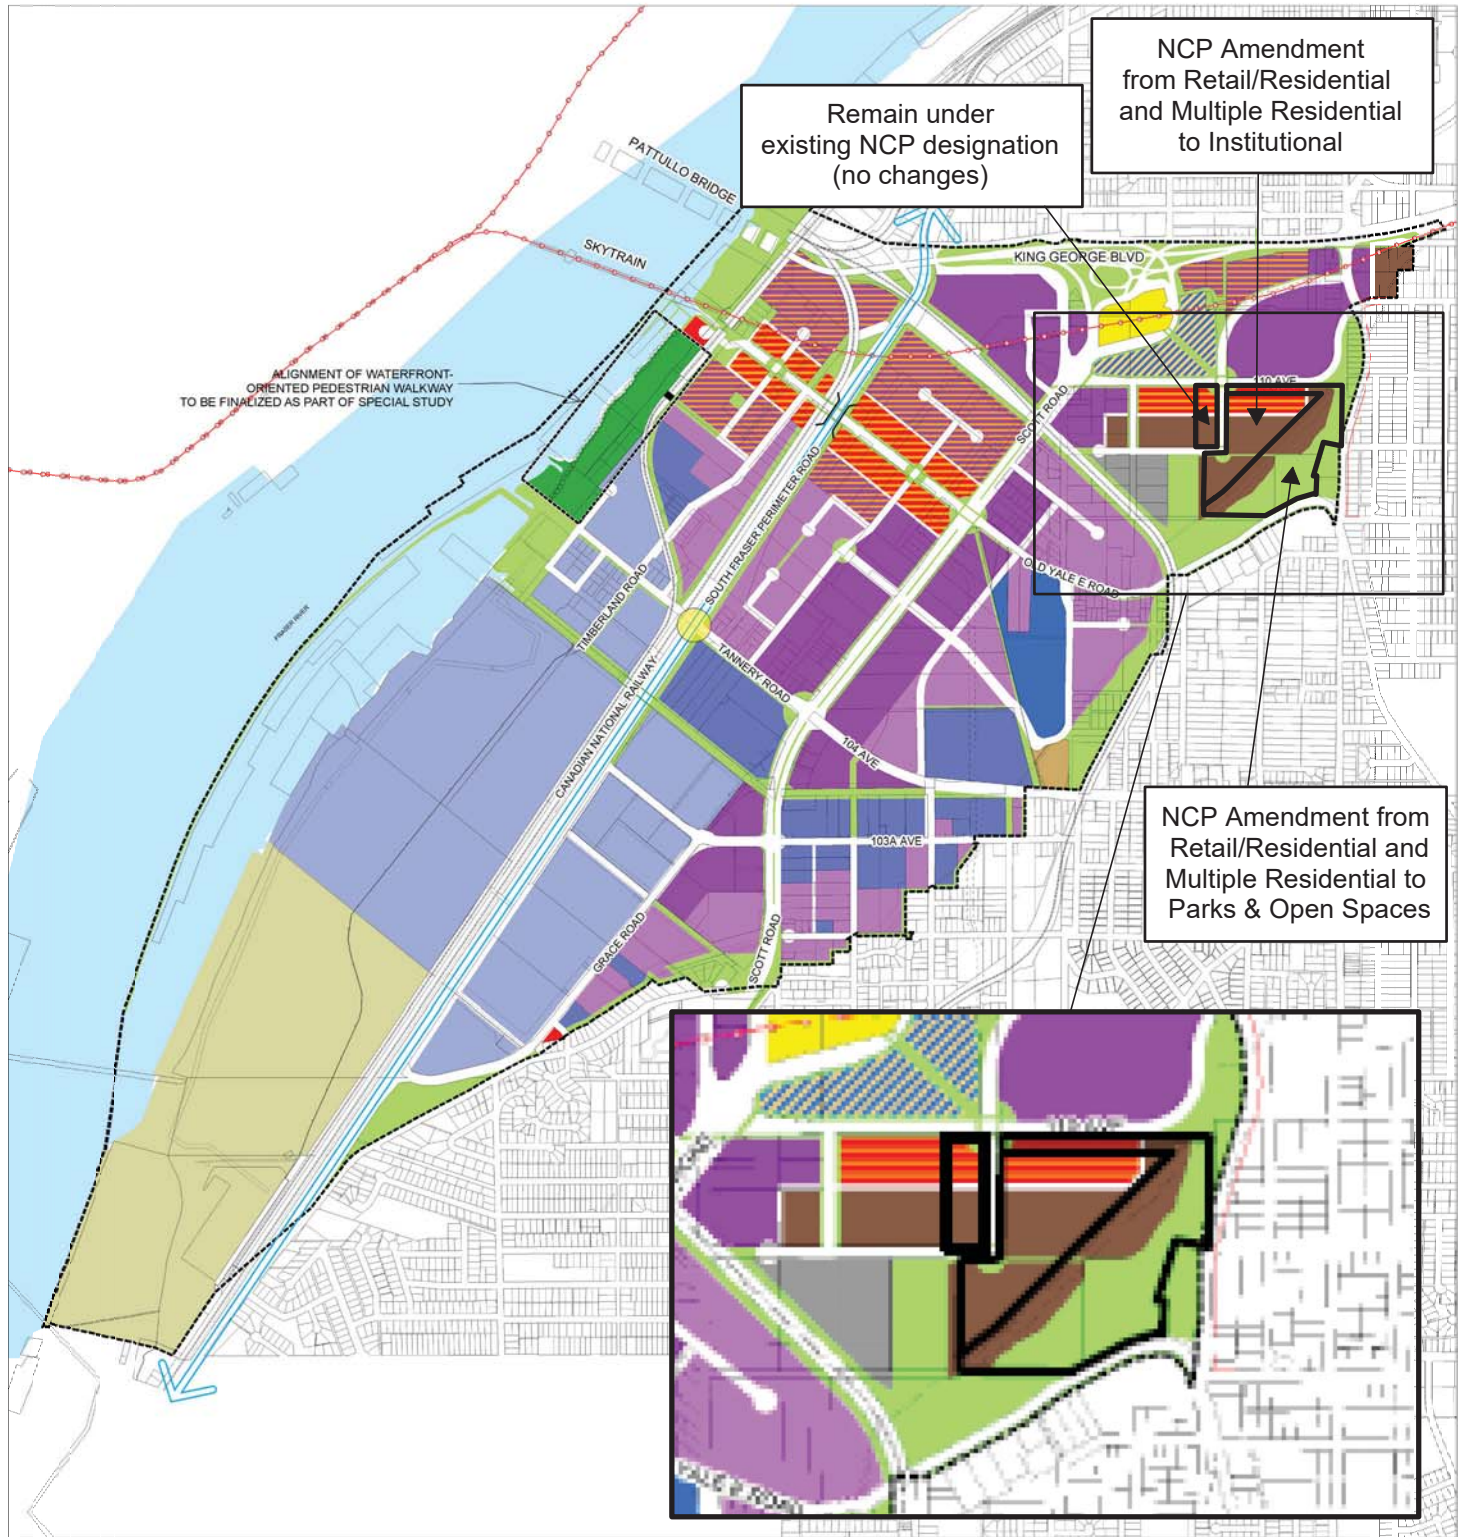 NCP Amendment
from Retail/Residential
and Multiple Residential
to Institutional
Remain under
existing NCP designation
(no changes)
PATTULLO BRIDGE
SKYTRAIN
KING GEORGE BLVD
ALIGNMENT OF WATERFRONT-
ORIENTED PEDESTRIAN WALKWAY
TO BE FINALIZED AS PART OF SPECIAL STUDY
110 AVE
SCOTT ROAD
SOUTH FRASER PERIMETER ROAD
OLD YALE E ROAD
FRASER RIVER
TIMBERLAND ROAD
TANNERY ROAD
CANADIAN NATIONAL RAILWAY
104 AVE
103A AVE
GRACE ROAD
SCOTT ROAD
NCP Amendment from
Retail/Residential and
Multiple Residential to
Parks & Open Spaces